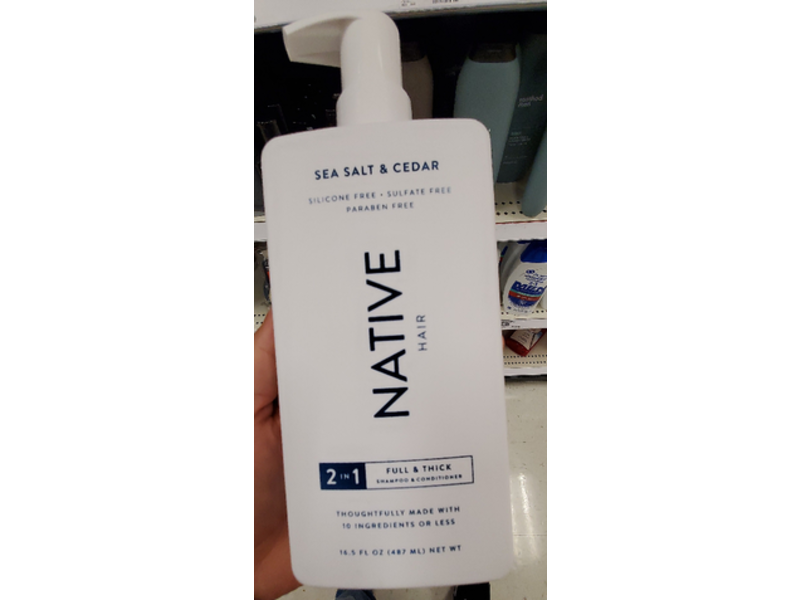 SEA SALT & CEDAR
SILICONE FREE • SULFATE FREE
PARABEN FREE
NATIVE
HAIR
2 IN 1
FULL & THICK
SHAMPOO & CONDITIONER
THOUGHTFULLY MADE WITH
10 INGREDIENTS OR LESS
16.5 FL OZ (487 ML) NET WT